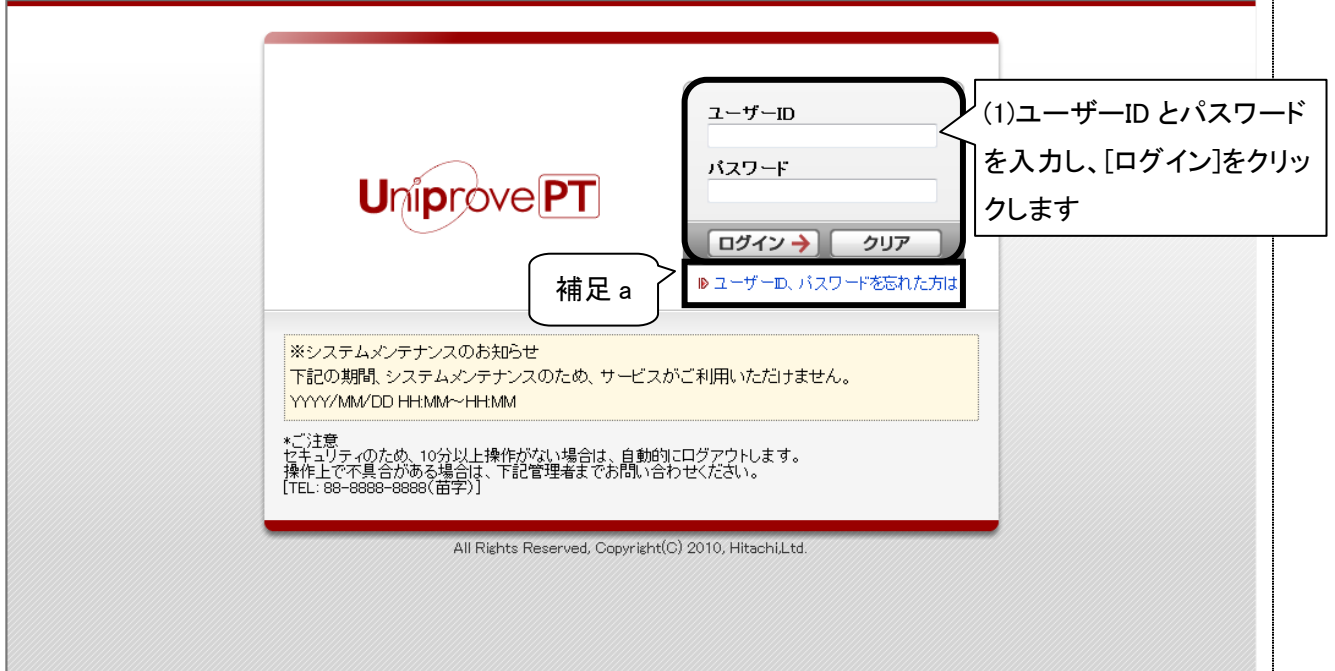 ユーザーID
パスワード
UniprovePT
ログイン クリア
ユーザーID、パスワードを忘れた方は
(1)ユーザーID とパスワード
を入力し、[ログイン]をクリッ
クします
補足 a
※システムメンテナンスのお知らせ
下記の期間、システムメンテナンスのため、サービスがご利用いただけません。
YYYY/MM/DD HH:MM～HH:MM
*ご注意
セキュリティのため、10分以上操作がない場合は、自動的にログアウトします。
操作上で不具合がある場合は、下記管理者までお問い合わせください。
[TEL: 88-8888-8888(苗字)]
All Rights Reserved, Copyright(C) 2010, Hitachi,Ltd.